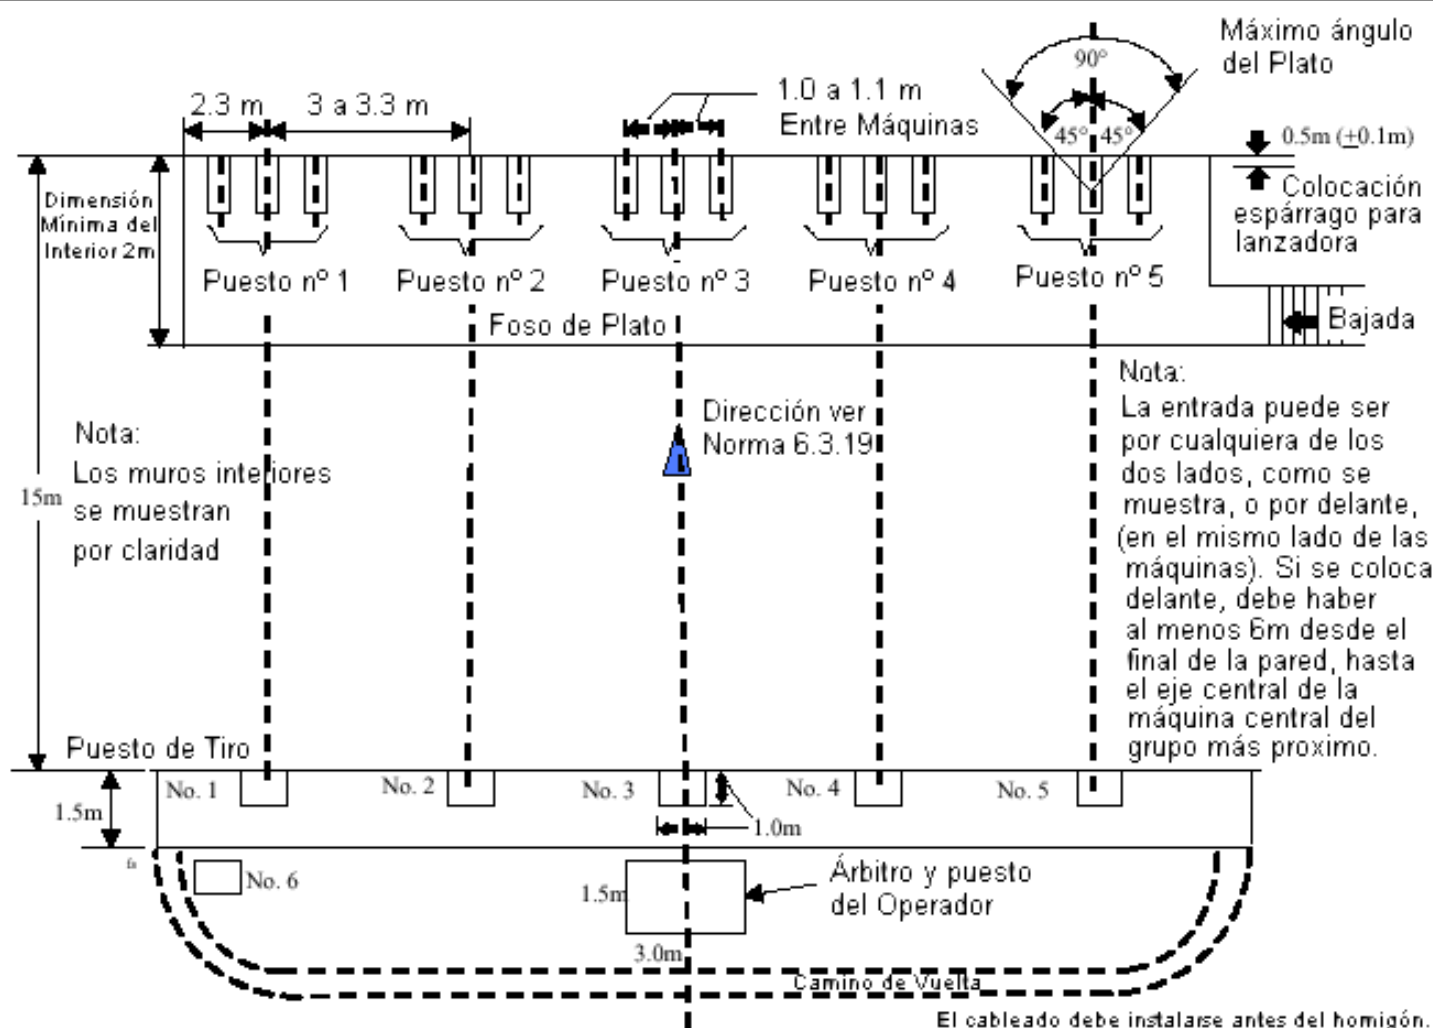 Máximo ángulo
del Plato
90°
2.3 m
3 a 3.3 m
1.0 a 1.1 m
Entre Máquinas
45°
45°
0.5m (±0.1m)
Colocación
espárrago para
lanzadora
Dimensión
Mínima del
Interior 2m
Puesto nº 1
Puesto nº 2
Puesto nº 3
Puesto nº 4
Puesto nº 5
Foso de Plato
Bajada
Dirección ver
Norma 6.3.19
Nota:
Los muros interiores
se muestran
por claridad
15m
Nota:
La entrada puede ser
por cualquiera de los
dos lados, como se
muestra, o por delante,
(en el mismo lado de las
máquinas). Si se coloca
delante, debe haber
al menos 6m desde el
final de la pared, hasta
el eje central de la
máquina central del
grupo más proximo.
Puesto de Tiro
No. 1
No. 2
No. 3
No. 4
No. 5
1.5m
1.0m
No. 6
1.5m
3.0m
Árbitro y puesto
del Operador
Camino de Vuelta
El cableado debe instalarse antes del homigón.